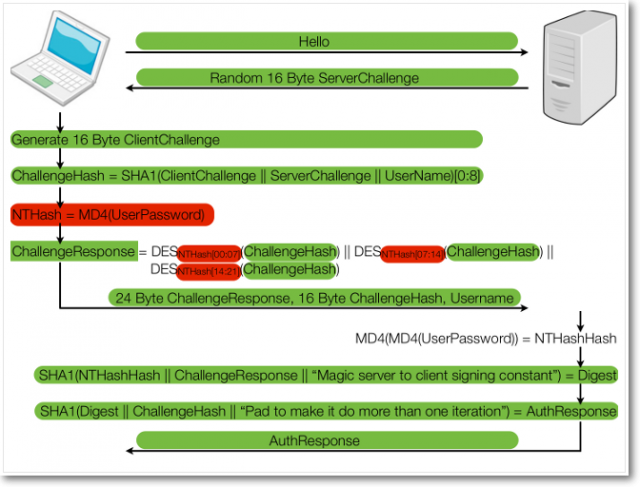 Hello
Random 16 Byte ServerChallenge
Generate 16 Byte ClientChallenge
ChallengeHash = SHA1(ClientChallenge || ServerChallenge || UserName)[0:8]
NTHash = MD4(UserPassword)
ChallengeResponse = DES NTHash[00:07](ChallengeHash) || DES NTHash[07:14](ChallengeHash) ||
DES NTHash[14:21](ChallengeHash)
24 Byte ChallengeResponse, 16 Byte ChallengeHash, Username
MD4(MD4(UserPassword)) = NTHashHash
SHA1(NTHashHash || ChallengeResponse || “Magic server to client signing constant”) = Digest
SHA1(Digest || ChallengeHash || “Pad to make it do more than one iteration”) = AuthResponse
AuthResponse